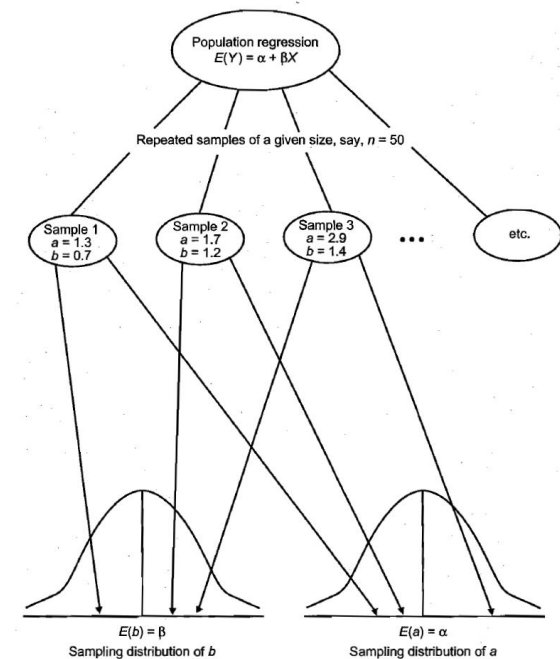 Population regression
E(Y) = α + βX
Repeated samples of a given size, say, n = 50
Sample 1
a = 1.3
b = 0.7
Sample 2
a = 1.7
b = 1.2
Sample 3
a = 2.9
b = 1.4
•••
etc.
E(b) = β
Sampling distribution of b
E(a) = α
Sampling distribution of a